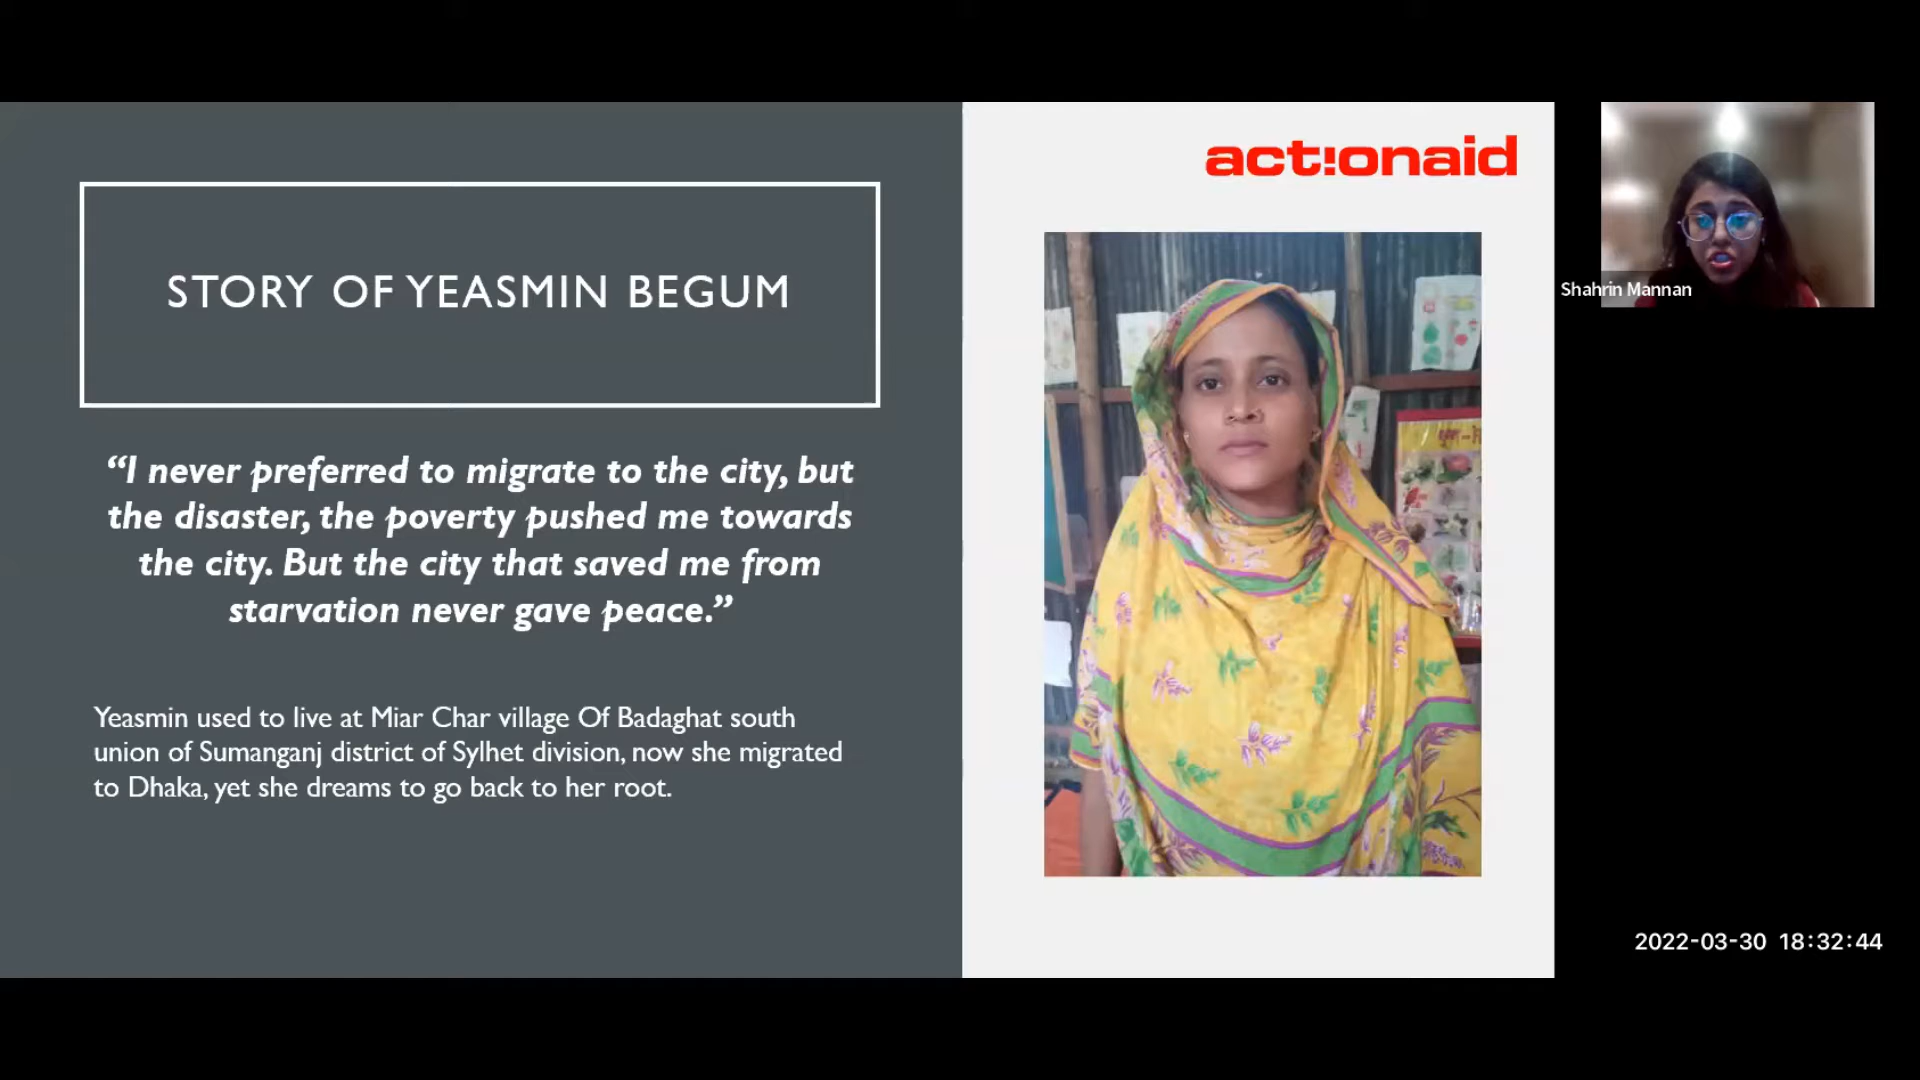 act!onaid
STORY OF YEASMIN BEGUM
“I never preferred to migrate to the city, but
the disaster, the poverty pushed me towards
the city. But the city that saved me from
starvation never gave peace.”
Yeasmin used to live at Miar Char village Of Badaghat south
union of Sumanganj district of Sylhet division, now she migrated
to Dhaka, yet she dreams to go back to her root.
Shahrin Mannan
2022-03-30 18:32:44